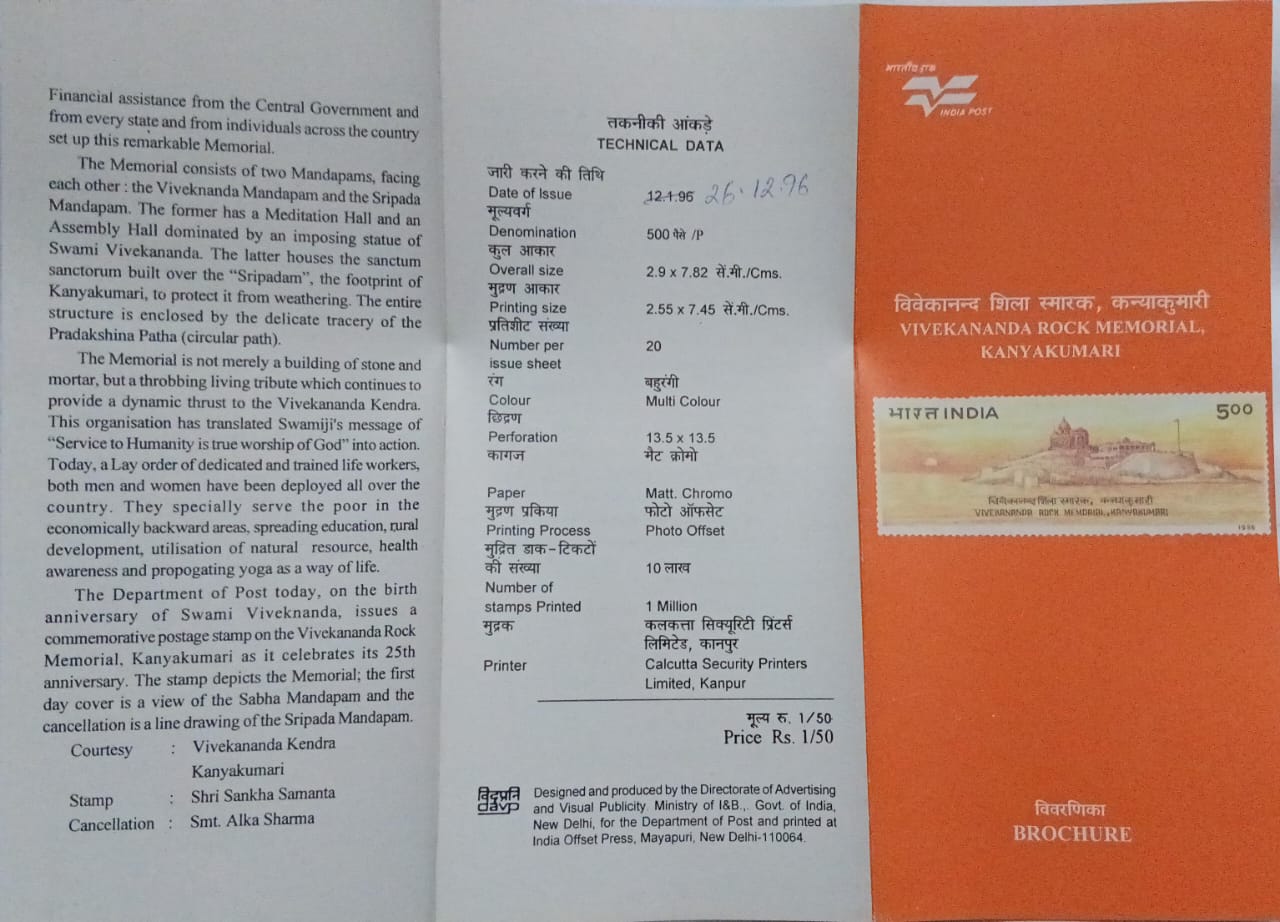 Financial assistance from the Central Government and
from every state and from individuals across the country
set up this remarkable Memorial.
The Memorial consists of two Mandapams, facing
each other : the Viveknanda Mandapam and the Sripada
Mandapam. The former has a Meditation Hall and an
Assembly Hall dominated by an imposing statue of
Swami Vivekananda. The latter houses the sanctum
sanctorum built over the “Sripadam”, the footprint of
Kanyakumari, to protect it from weathering. The entire
structure is enclosed by the delicate tracery of the
Pradakshina Patha (circular path).
The Memorial is not merely a building of stone and
mortar, but a throbbing living tribute which continues to
provide a dynamic thrust to the Vivekananda Kendra.
This organisation has translated Swamiji's message of
“Service to Humanity is true worship of God” into action.
Today, a Lay order of dedicated and trained life workers,
both men and women have been deployed all over the
country. They specially serve the poor in the
economically backward areas, spreading education, rural
development, utilisation of natural resource, health
awareness and propogating yoga as a way of life.
The Department of Post today, on the birth
anniversary of Swami Viveknanda, issues a
commemorative postage stamp on the Vivekananda Rock
Memorial, Kanyakumari as it celebrates its 25th
anniversary. The stamp depicts the Memorial; the first
day cover is a view of the Sabha Mandapam and the
cancellation is a line drawing of the Sripada Mandapam.
Courtesy : Vivekananda Kendra
Kanyakumari
Stamp : Shri Sankha Samanta
Cancellation : Smt. Alka Sharma
तकनीकी आंकड़े
TECHNICAL DATA
जारी करने की तिथि
Date of Issue 12.1.96 26.12.96
मूल्यवर्ग
Denomination 500 पैसे /P
कुल आकार
Overall size 2.9 x 7.82 सें.मी./Cms.
मुद्रण आकार
Printing size 2.55 x 7.45 सें.मी./Cms.
प्रतिशीट संख्या
Number per 20
issue sheet
रंग बहुरंगी
Colour Multi Colour
छिद्रण
Perforation 13.5 x 13.5
कागज मैट क्रोमो
Paper Matt. Chromo
मुद्रण प्रकिया फोटो ऑफसेट
Printing Process Photo Offset
मुद्रित डाक-टिकटों
की संख्या 10 लाख
Number of
stamps Printed 1 Million
मुद्रक कलकत्ता सिक्यूरिटी प्रिंटर्स
लिमिटेड, कानपुर
Printer Calcutta Security Printers
Limited, Kanpur
मूल्य रु. 1/50
Price Rs. 1/50
विदृप्रनि
davp
Designed and produced by the Directorate of Advertising
and Visual Publicity. Ministry of I&B., Govt. of India,
New Delhi, for the Department of Post and printed at
India Offset Press, Mayapuri, New Delhi-110064.
भारतीय डाक
INDIA POST
विवेकानन्द शिला स्मारक, कन्याकुमारी
VIVEKANANDA ROCK MEMORIAL,
KANYAKUMARI
भारत INDIA 500
विवेकानन्द शिला स्मारक, कन्याकुमारी
VIVEKANANDA ROCK MEMORIAL, KANYAKUMARI
1996
विवरणिका
BROCHURE